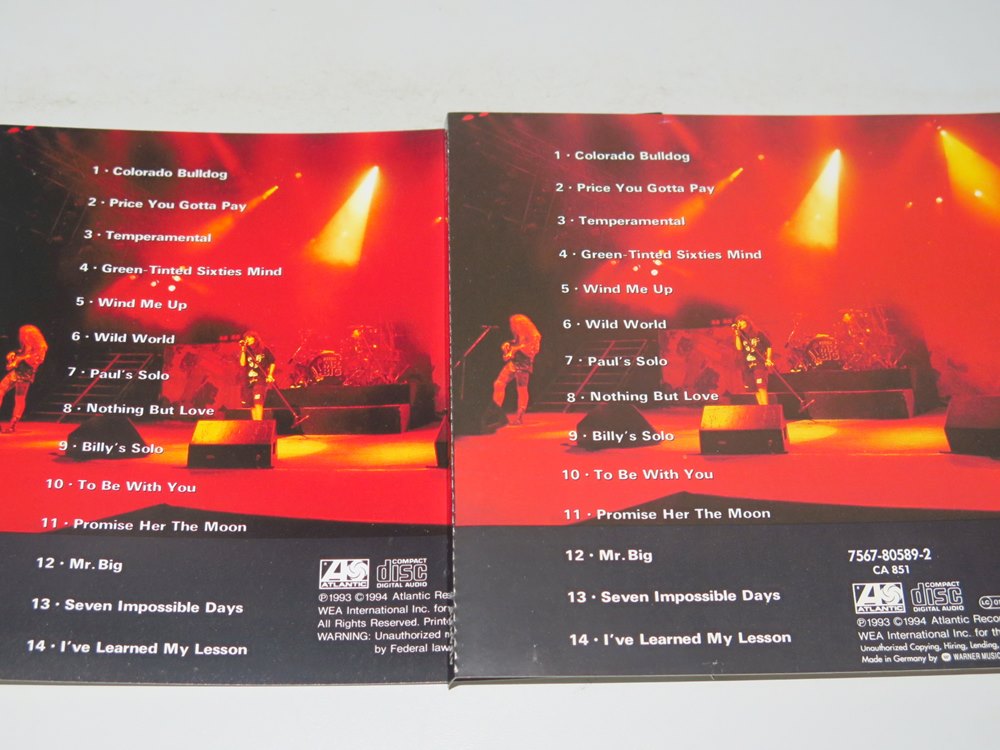 1 · Colorado Bulldog
2 · Price You Gotta Pay
3 · Temperamental
4 · Green-Tinted Sixties Mind
5 · Wind Me Up
6 · Wild World
7 · Paul's Solo
8 · Nothing But Love
9 · Billy's Solo
10 · To Be With You
11 · Promise Her The Moon
12 · Mr. Big
13 · Seven Impossible Days
14 · I've Learned My Lesson
ATLANTIC
COMPACT
disc
DIGITAL AUDIO
℗1993 ©1994 Atlantic
WEA International Inc. for
All Rights Reserved.
WARNING: Unauthorized
by Federal law
1 · Colorado Bulldog
2 · Price You Gotta Pay
3 · Temperamental
4 · Green-Tinted Sixties Mind
5 · Wind Me Up
6 · Wild World
7 · Paul's Solo
8 · Nothing But Love
9 · Billy's Solo
10 · To Be With You
11 · Promise Her The Moon
12 · Mr. Big
13 · Seven Impossible Days
14 · I've Learned My Lesson
7567-80589-2
CA 851
ATLANTIC
COMPACT
disc
DIGITAL AUDIO
LC
℗1993 ©1994 Atlantic
WEA International Inc. for the
Unauthorized Copying, Hiring, Lending,
Made in Germany by WARNER MUSIC